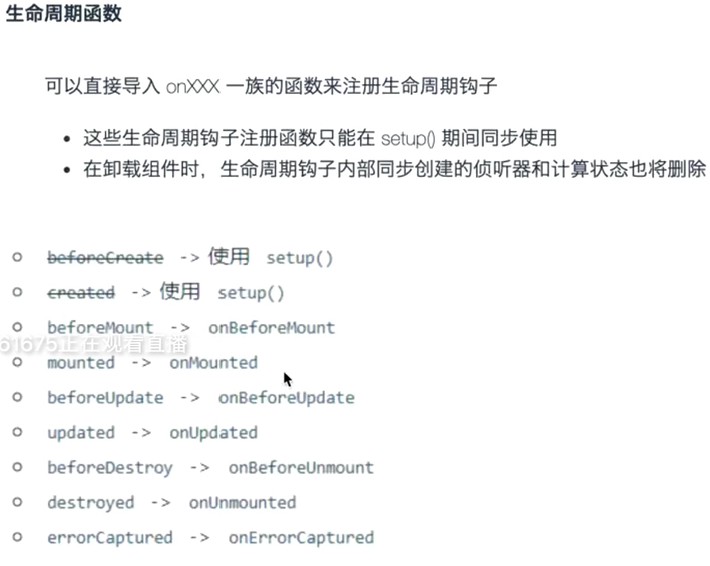 生命周期函数
可以直接导入 onXXX 一族的函数来注册生命周期钩子
• 这些生命周期钩子注册函数只能在 setup() 期间同步使用
• 在卸载组件时，生命周期钩子内部同步创建的侦听器和计算状态也将删除
beforeCreate -> 使用 setup()
created -> 使用 setup()
beforeMount -> onBeforeMount
61675正在观看直播
mounted -> onMounted
beforeUpdate -> onBeforeUpdate
updated -> onUpdated
beforeDestroy -> onBeforeUnmount
destroyed -> onUnmounted
errorCaptured -> onErrorCaptured